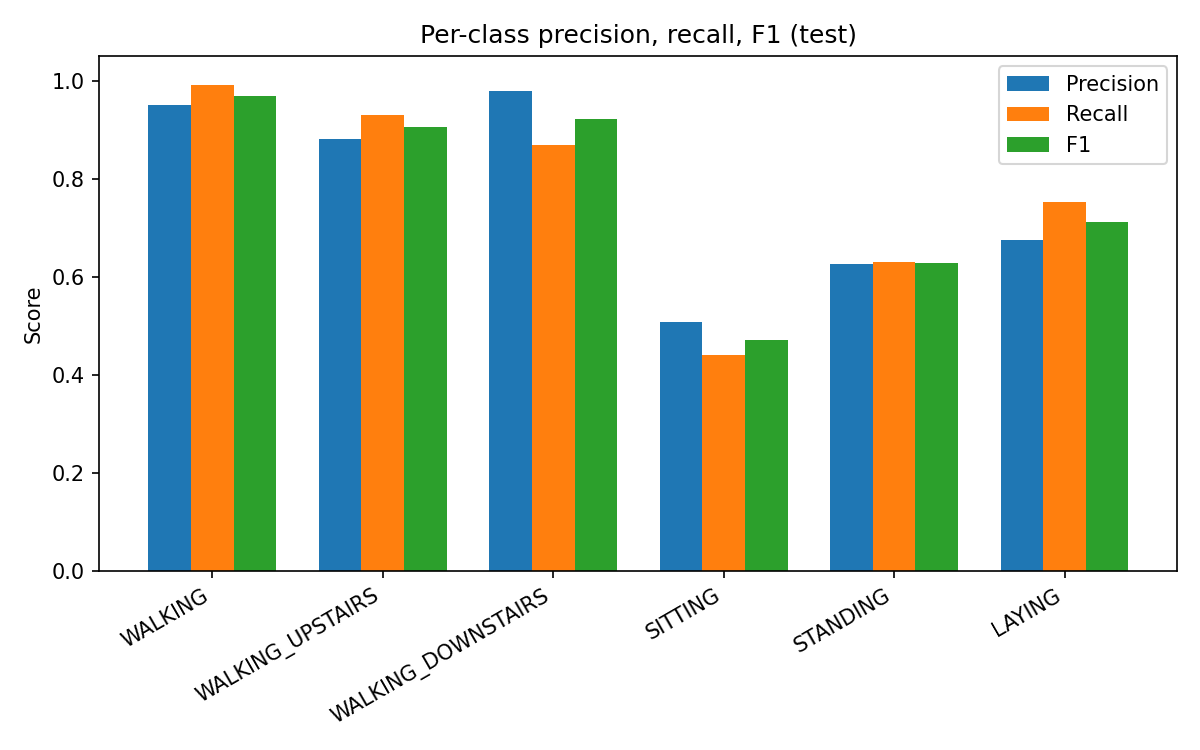 Per-class precision, recall, F1 (test)
Precision
Recall
F1
Score
1.0
0.8
0.6
0.4
0.2
0.0
WALKING
WALKING_UPSTAIRS
WALKING_DOWNSTAIRS
SITTING
STANDING
LAYING